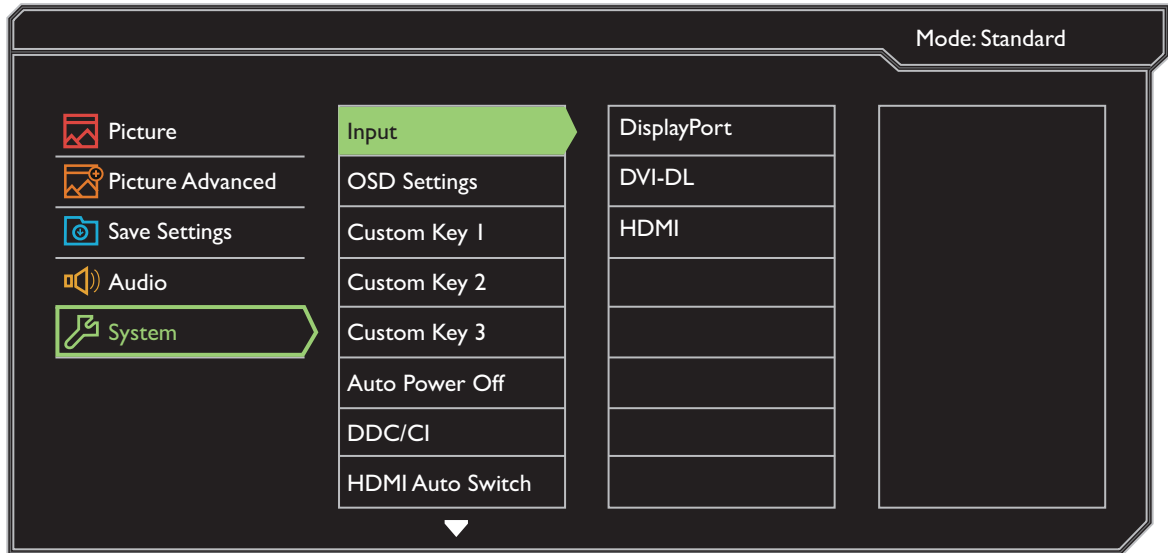 Mode: Standard
Picture
Picture Advanced
Save Settings
Audio
System
Input
OSD Settings
Custom Key 1
Custom Key 2
Custom Key 3
Auto Power Off
DDC/CI
HDMI Auto Switch
DisplayPort
DVI-DL
HDMI